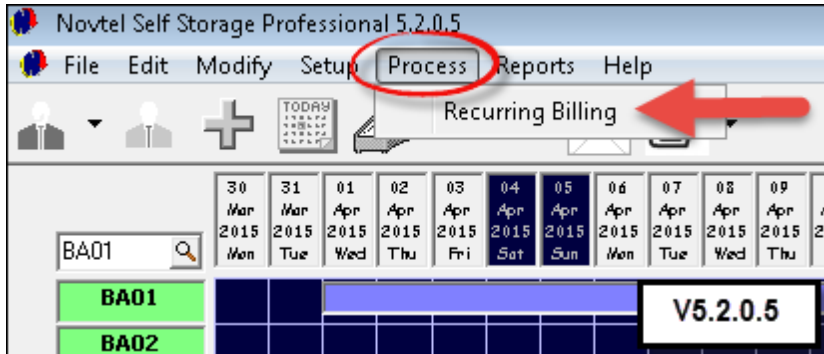 Novtel Self Storage Professional 5.2.0.5
File Edit Modify Setup Process Reports Help
Recurring Billing
TODAY
30 31 01 02 03 04 05 06 07 08 09
Mar Mar Apr Apr Apr Apr Apr Apr Apr Apr Apr
2015 2015 2015 2015 2015 2015 2015 2015 2015 2015 2015 2
Mon Tue Wed Thu Fri Sat Sun Mon Tue Wed Thu
BA01
BA01
V5.2.0.5
BA02